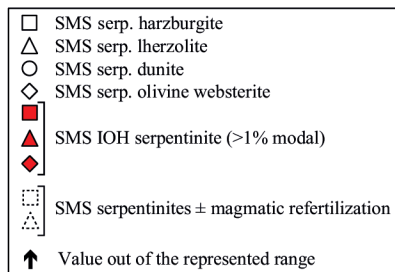 SMS serp. harzburgite
SMS serp. lherzolite
SMS serp. dunite
SMS serp. olivine websterite
SMS IOH serpentinite (>1% modal)
SMS serpentinites ± magmatic refertilization
Value out of the represented range